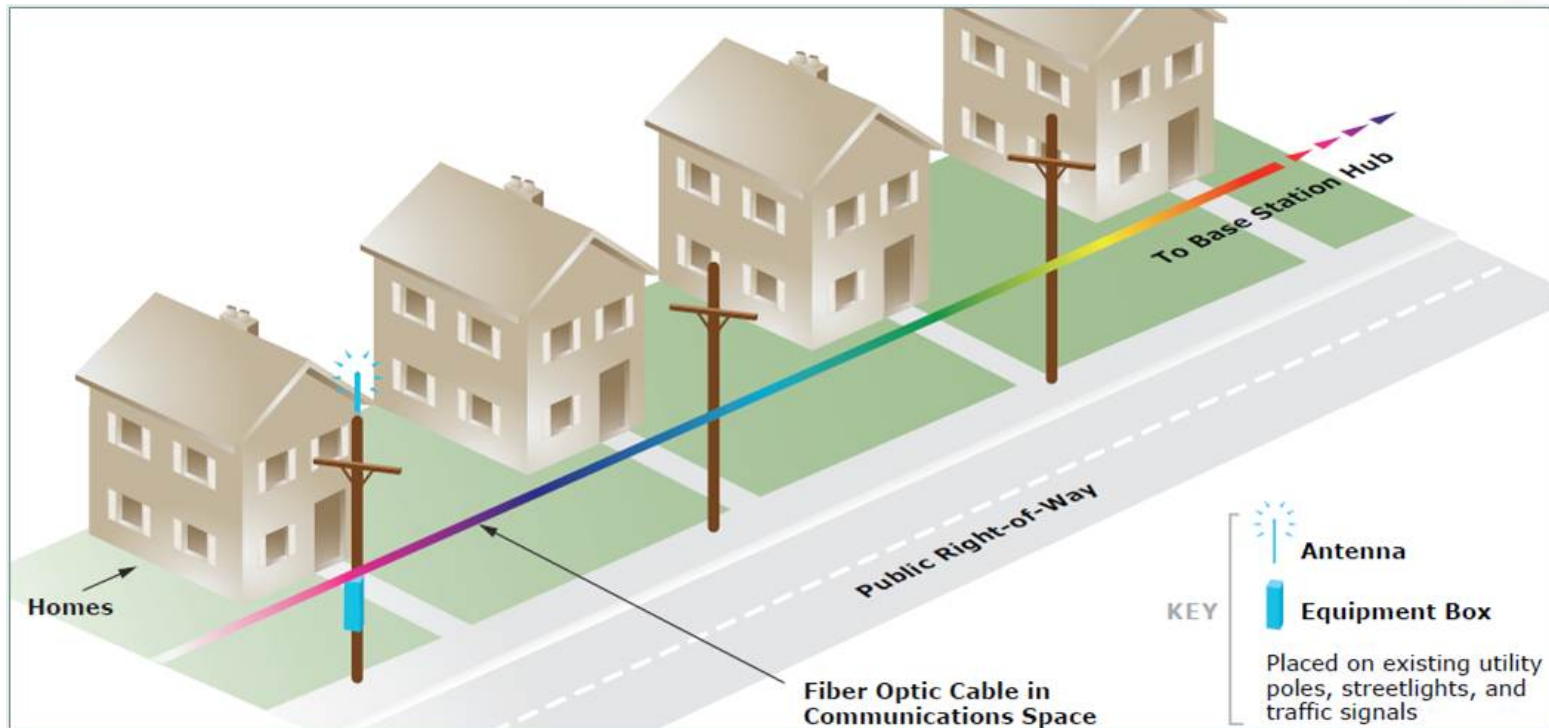 To Base Station Hub
Public Right-of-Way
Homes
Fiber Optic Cable in
Communications Space
KEY
Antenna
Equipment Box
Placed on existing utility
poles, streetlights, and
traffic signals